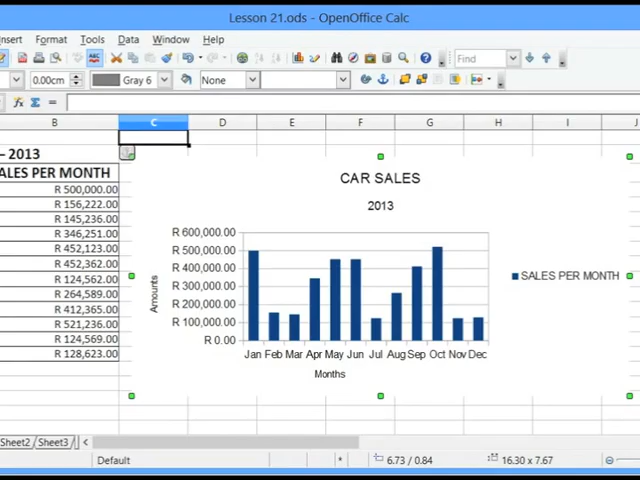 Lesson 21.ods - OpenOffice Calc
nsert Format Tools Data Window Help
ABC Find
0.00cm Gray 6 None
B C D E F G H I J
– 2013
ALES PER MONTH
R 500,000.00
R 156,222.00
R 145,236.00
R 346,251.00
R 452,123.00
R 452,362.00
R 124,562.00
R 264,589.00
R 412,365.00
R 521,236.00
R 124,569.00
R 128,623.00
CAR SALES
2013
R 600,000.00
R 500,000.00
R 400,000.00
R 300,000.00
R 200,000.00
R 100,000.00
R 0.00
Amounts
Jan Feb Mar Apr May Jun Jul Aug Sep Oct Nov Dec
Months
SALES PER MONTH
Sheet2 Sheet3
Default * 6.73 / 0.84 16.30 x 7.67